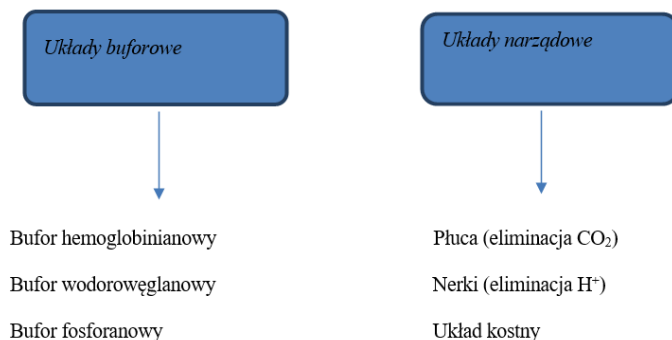 Układy buforowe
Układy narządowe
Bufor hemoglobinianowy
Płuca (eliminacja CO₂)
Bufor wodorowęglanowy
Nerki (eliminacja H⁺)
Bufor fosforanowy
Układ kostny